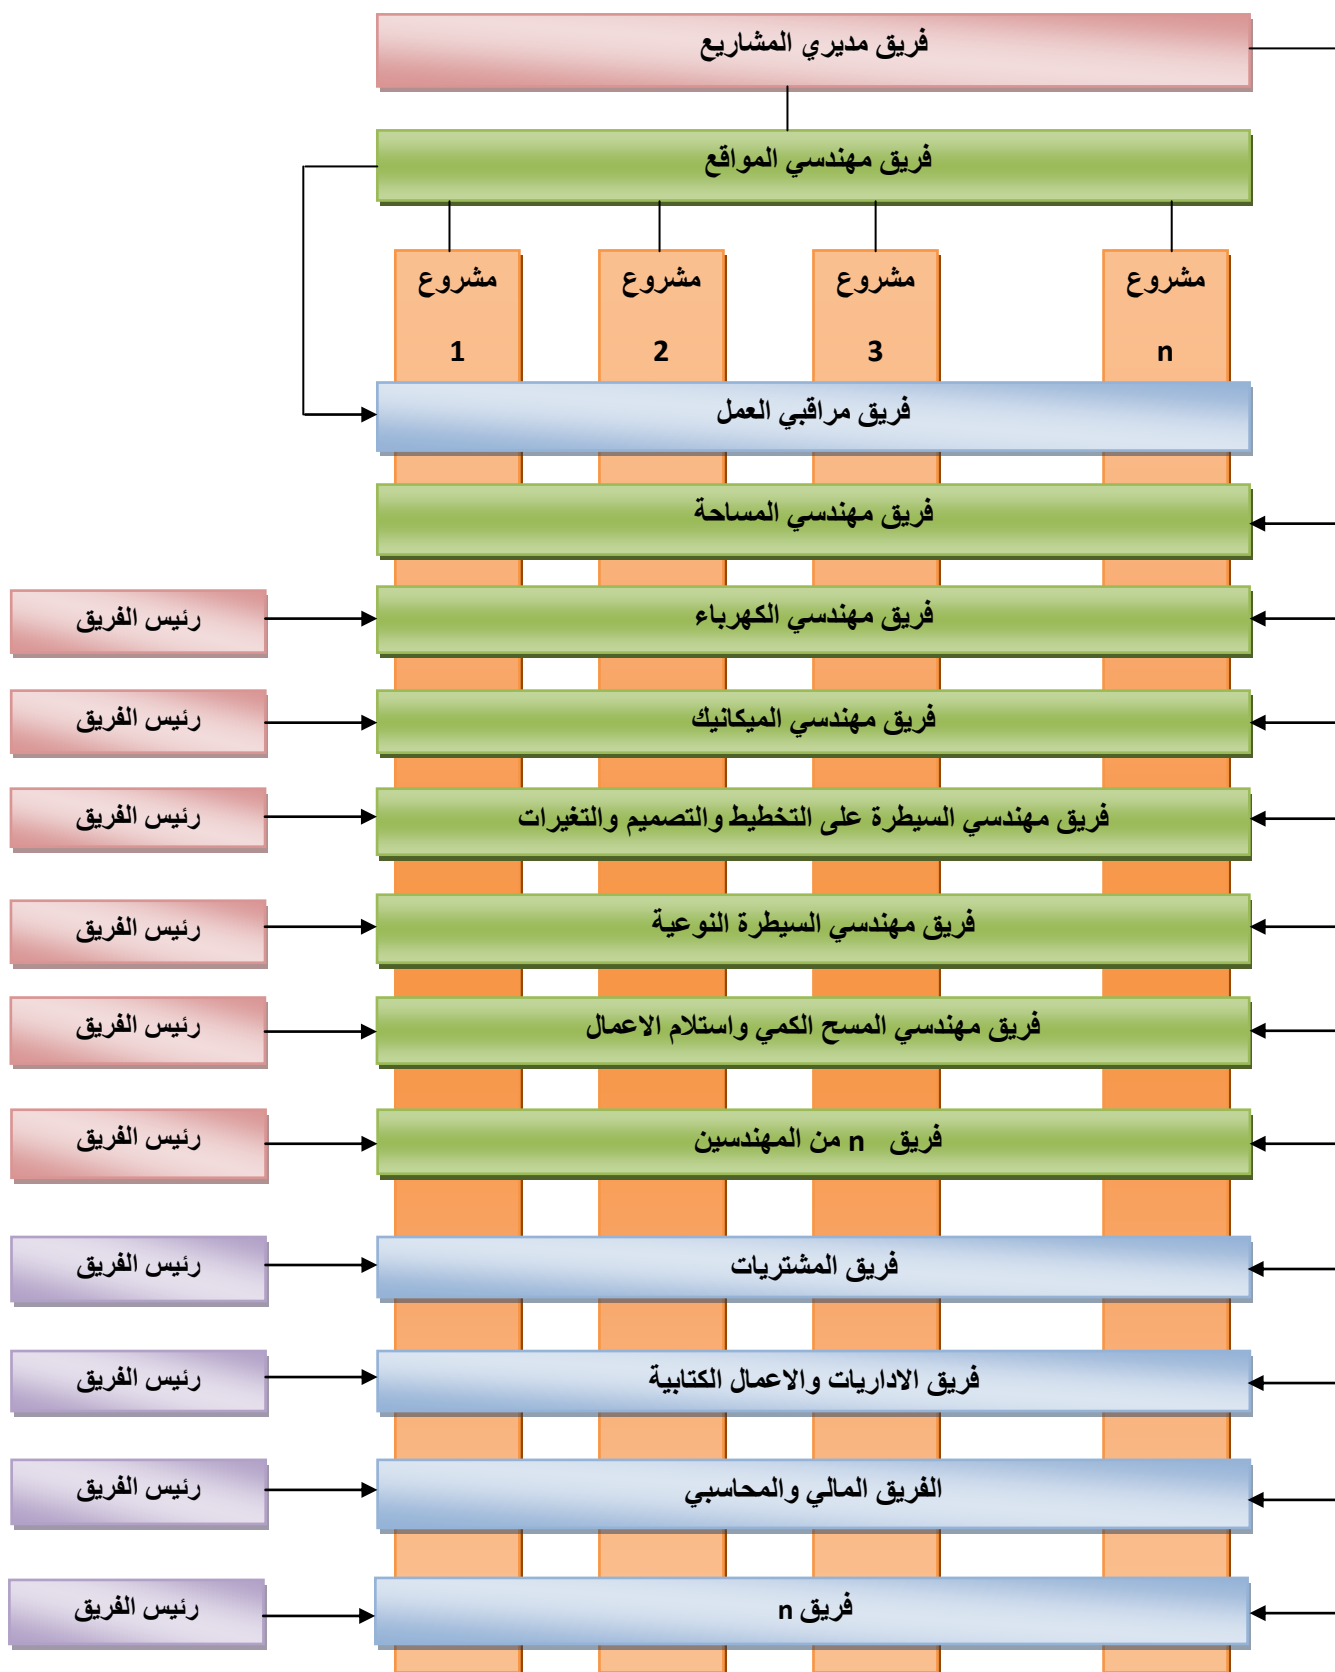 فريق مديري المشاريع
فريق مهندسي المواقع
مشروع
1
مشروع
2
مشروع
3
مشروع
n
فريق مراقبي العمل
فريق مهندسي المساحة
فريق مهندسي الكهرباء
رئيس الفريق
فريق مهندسي الميكانيك
رئيس الفريق
فريق مهندسي السيطرة على التخطيط والتصميم والتغيرات
رئيس الفريق
فريق مهندسي السيطرة النوعية
رئيس الفريق
فريق مهندسي المسح الكمي واستلام الاعمال
رئيس الفريق
فريق n من المهندسين
رئيس الفريق
فريق المشتريات
رئيس الفريق
فريق الاداريات والاعمال الكتابية
رئيس الفريق
الفريق المالي والمحاسبي
رئيس الفريق
فريق n
رئيس الفريق